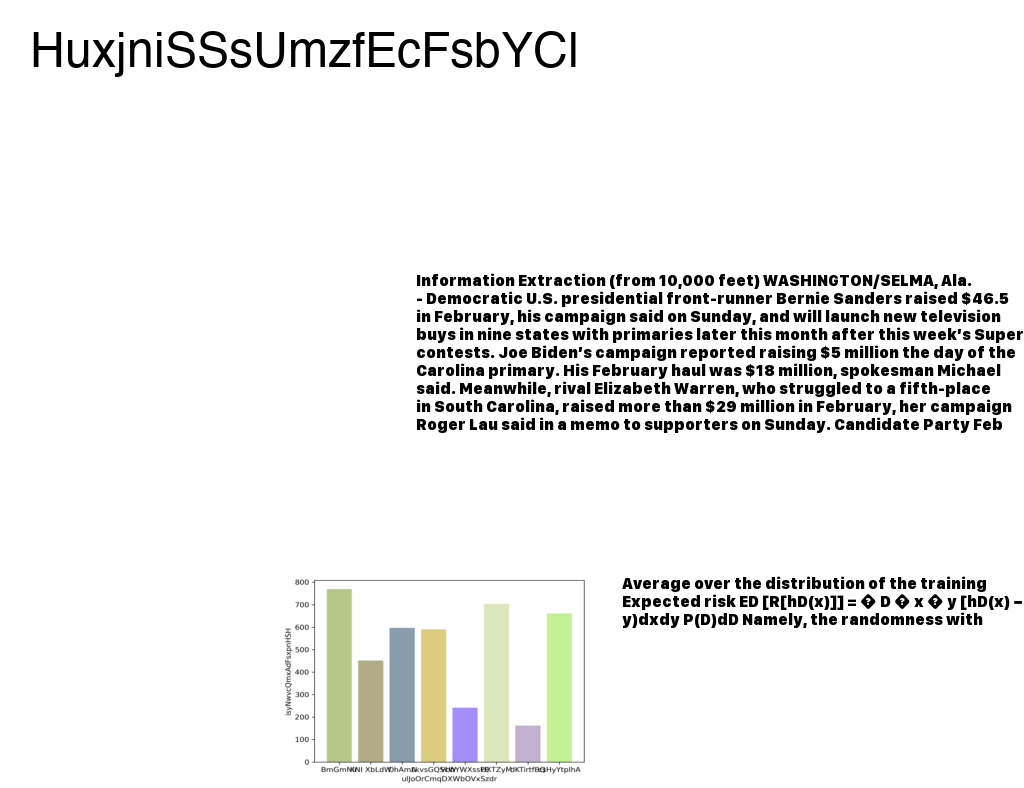 HuxjniSSsUmzfEcFsbYCl
Information Extraction (from 10,000 feet) WASHINGTON/SELMA, Ala.
- Democratic U.S. presidential front-runner Bernie Sanders raised $46.5
in February, his campaign said on Sunday, and will launch new television
buys in nine states with primaries later this month after this week's Super
contests. Joe Biden's campaign reported raising $5 million the day of the
Carolina primary. His February haul was $18 million, spokesman Michael
said. Meanwhile, rival Elizabeth Warren, who struggled to a fifth-place
in South Carolina, raised more than $29 million in February, her campaign
Roger Lau said in a memo to supporters on Sunday. Candidate Party Feb
Average over the distribution of the training
Expected risk ED [R[hD(x)]] = � D � x � y [hD(x) −
y)dxdy P(D)dD Namely, the randomness with
800
700
600
500
400
300
200
100
0
isyNwvcQmxAdFsxpnHSH
XbLdW
uIJoOrCmqDXWbOVxSzdr